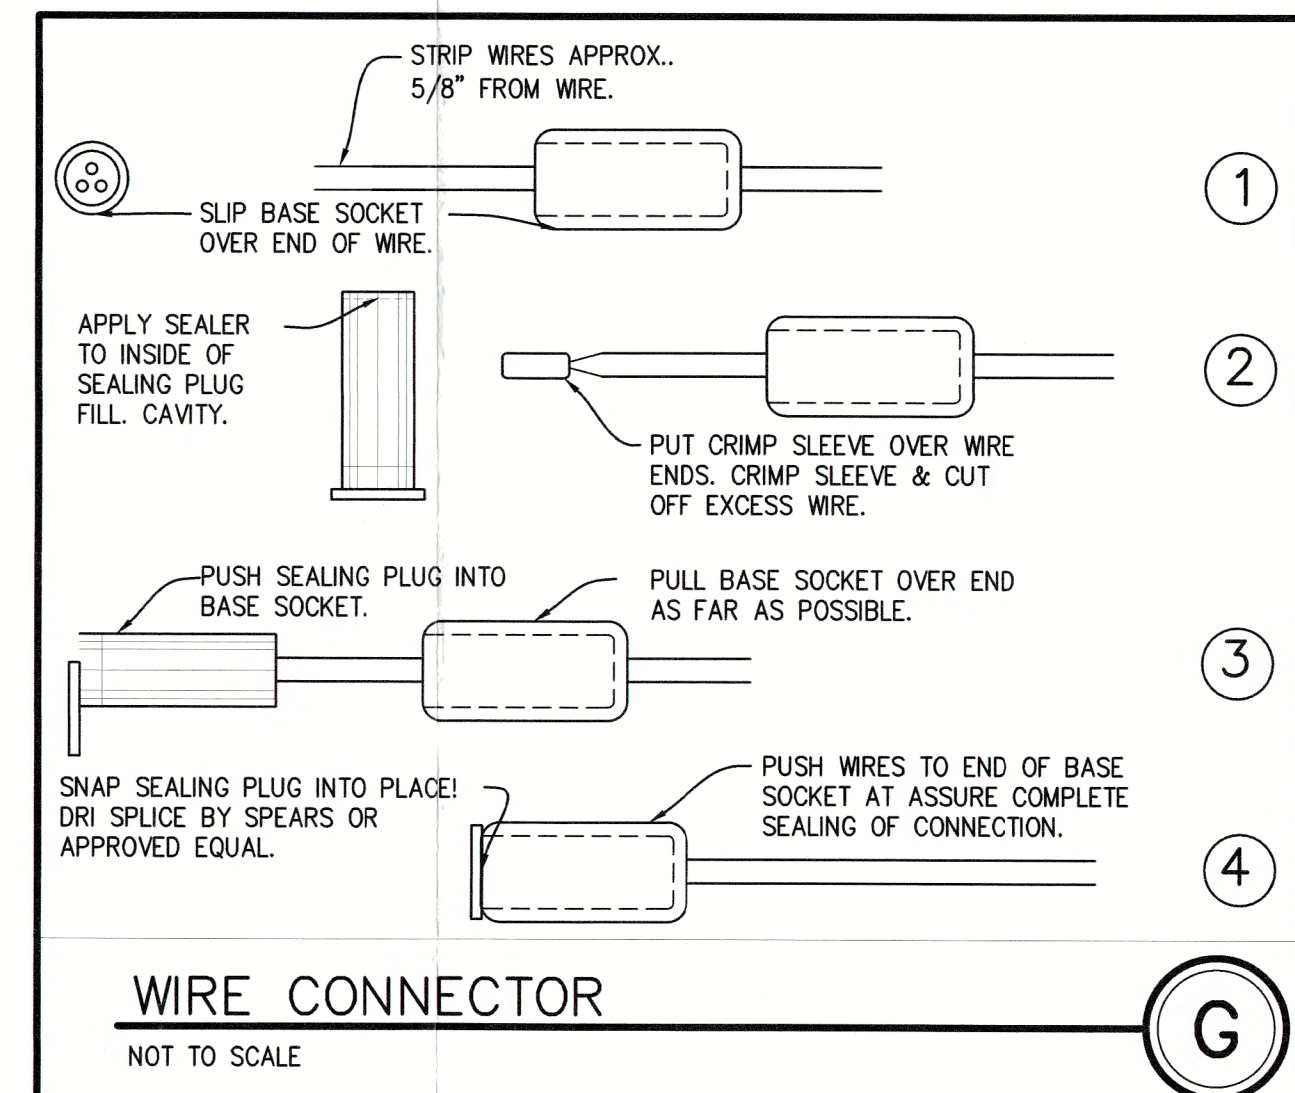 STRIP WIRES APPROX..
5/8" FROM WIRE.
1
SLIP BASE SOCKET
OVER END OF WIRE.
APPLY SEALER
TO INSIDE OF
SEALING PLUG
FILL. CAVITY.
2
PUT CRIMP SLEEVE OVER WIRE
ENDS. CRIMP SLEEVE & CUT
OFF EXCESS WIRE.
PUSH SEALING PLUG INTO
BASE SOCKET.
PULL BASE SOCKET OVER END
AS FAR AS POSSIBLE.
3
SNAP SEALING PLUG INTO PLACE!
DRI SPLICE BY SPEARS OR
APPROVED EQUAL.
PUSH WIRES TO END OF BASE
SOCKET AT ASSURE COMPLETE
SEALING OF CONNECTION.
4
WIRE CONNECTOR
NOT TO SCALE
G